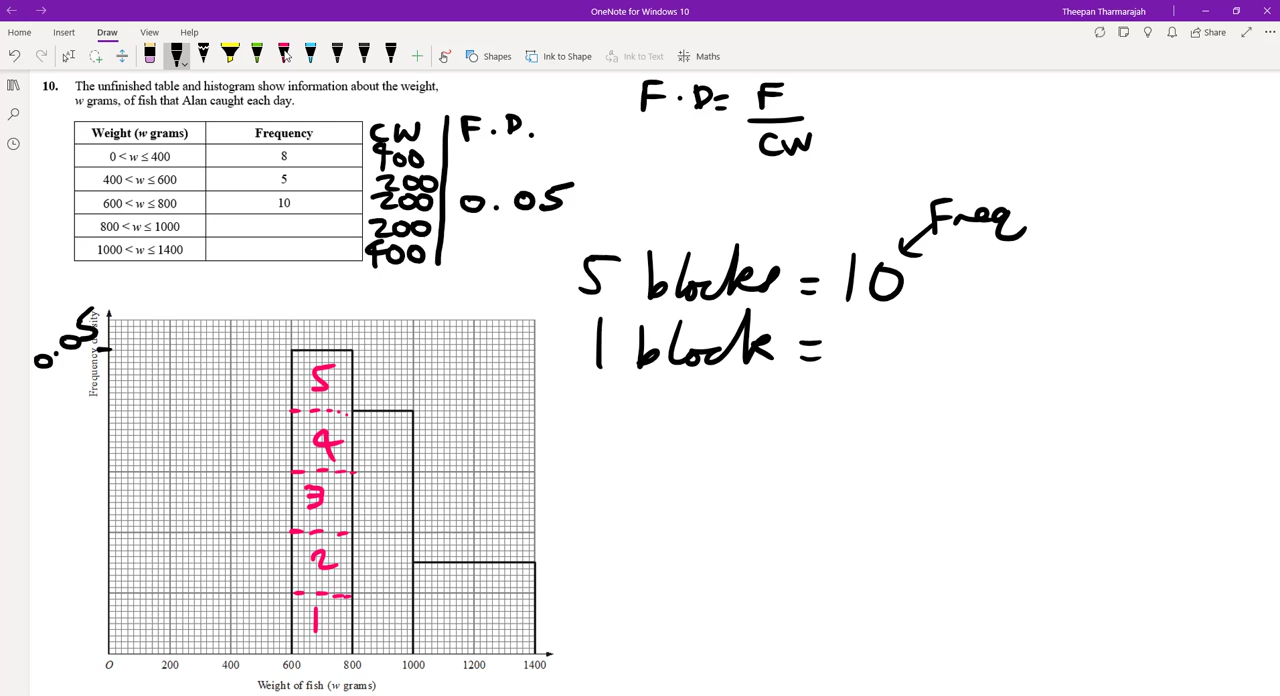 OneNote for Windows 10
Theepan Tharmarajah
Home Insert Draw View Help
Share
Shapes Ink to Shape Ink to Text Maths
10. The unfinished table and histogram show information about the weight,
w grams, of fish that Alan caught each day.
Weight (w grams) Frequency CW F.D.
0 < w ≤ 400 8 400
400 < w ≤ 600 5 200
600 < w ≤ 800 10 200 0.05
800 < w ≤ 1000 200
1000 < w ≤ 1400 400
F.D = F
CW
Freq
5 blocks = 10
1 block =
0.05
Frequency density
5
4
3
2
1
O 200 400 600 800 1000 1200 1400
Weight of fish (w grams)